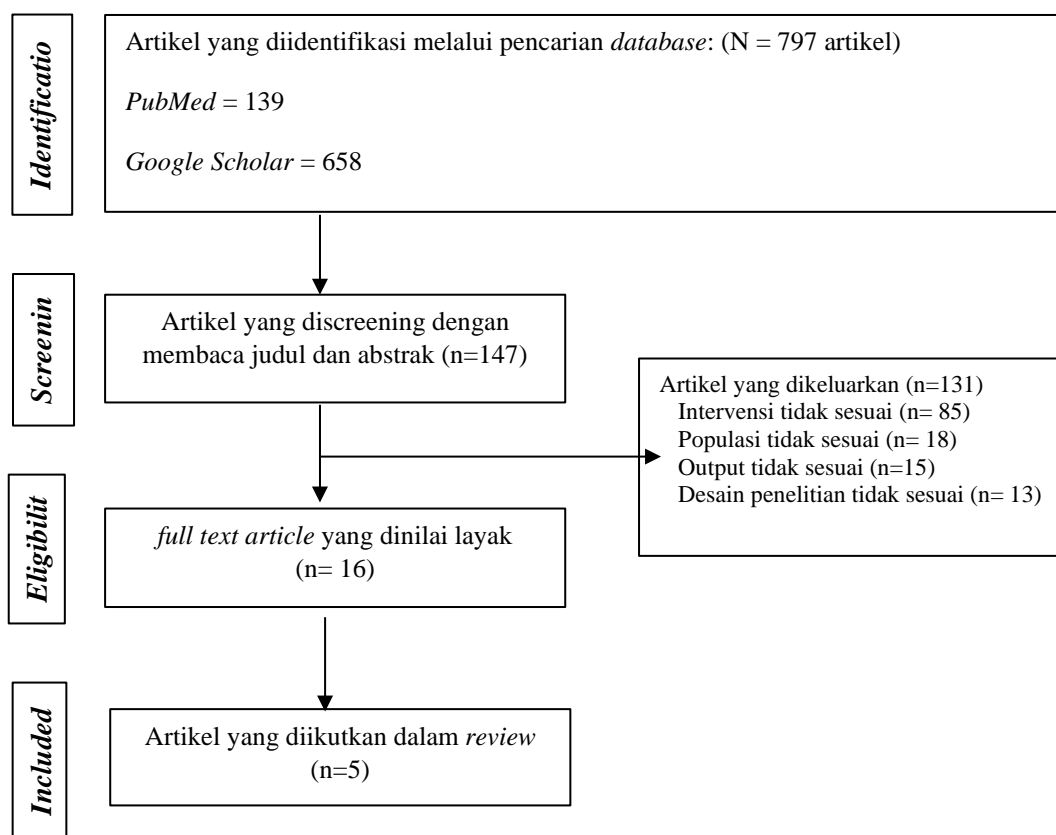 Identificatio
Artikel yang diidentifikasi melalui pencarian database: (N = 797 artikel)
PubMed = 139
Google Scholar = 658
Screenin
Artikel yang discreening dengan
membaca judul dan abstrak (n=147)
Artikel yang dikeluarkan (n=131)
Intervensi tidak sesuai (n= 85)
Populasi tidak sesuai (n= 18)
Output tidak sesuai (n=15)
Desain penelitian tidak sesuai (n= 13)
Eligibilit
full text article yang dinilai layak
(n= 16)
Included
Artikel yang diikutkan dalam review
(n=5)